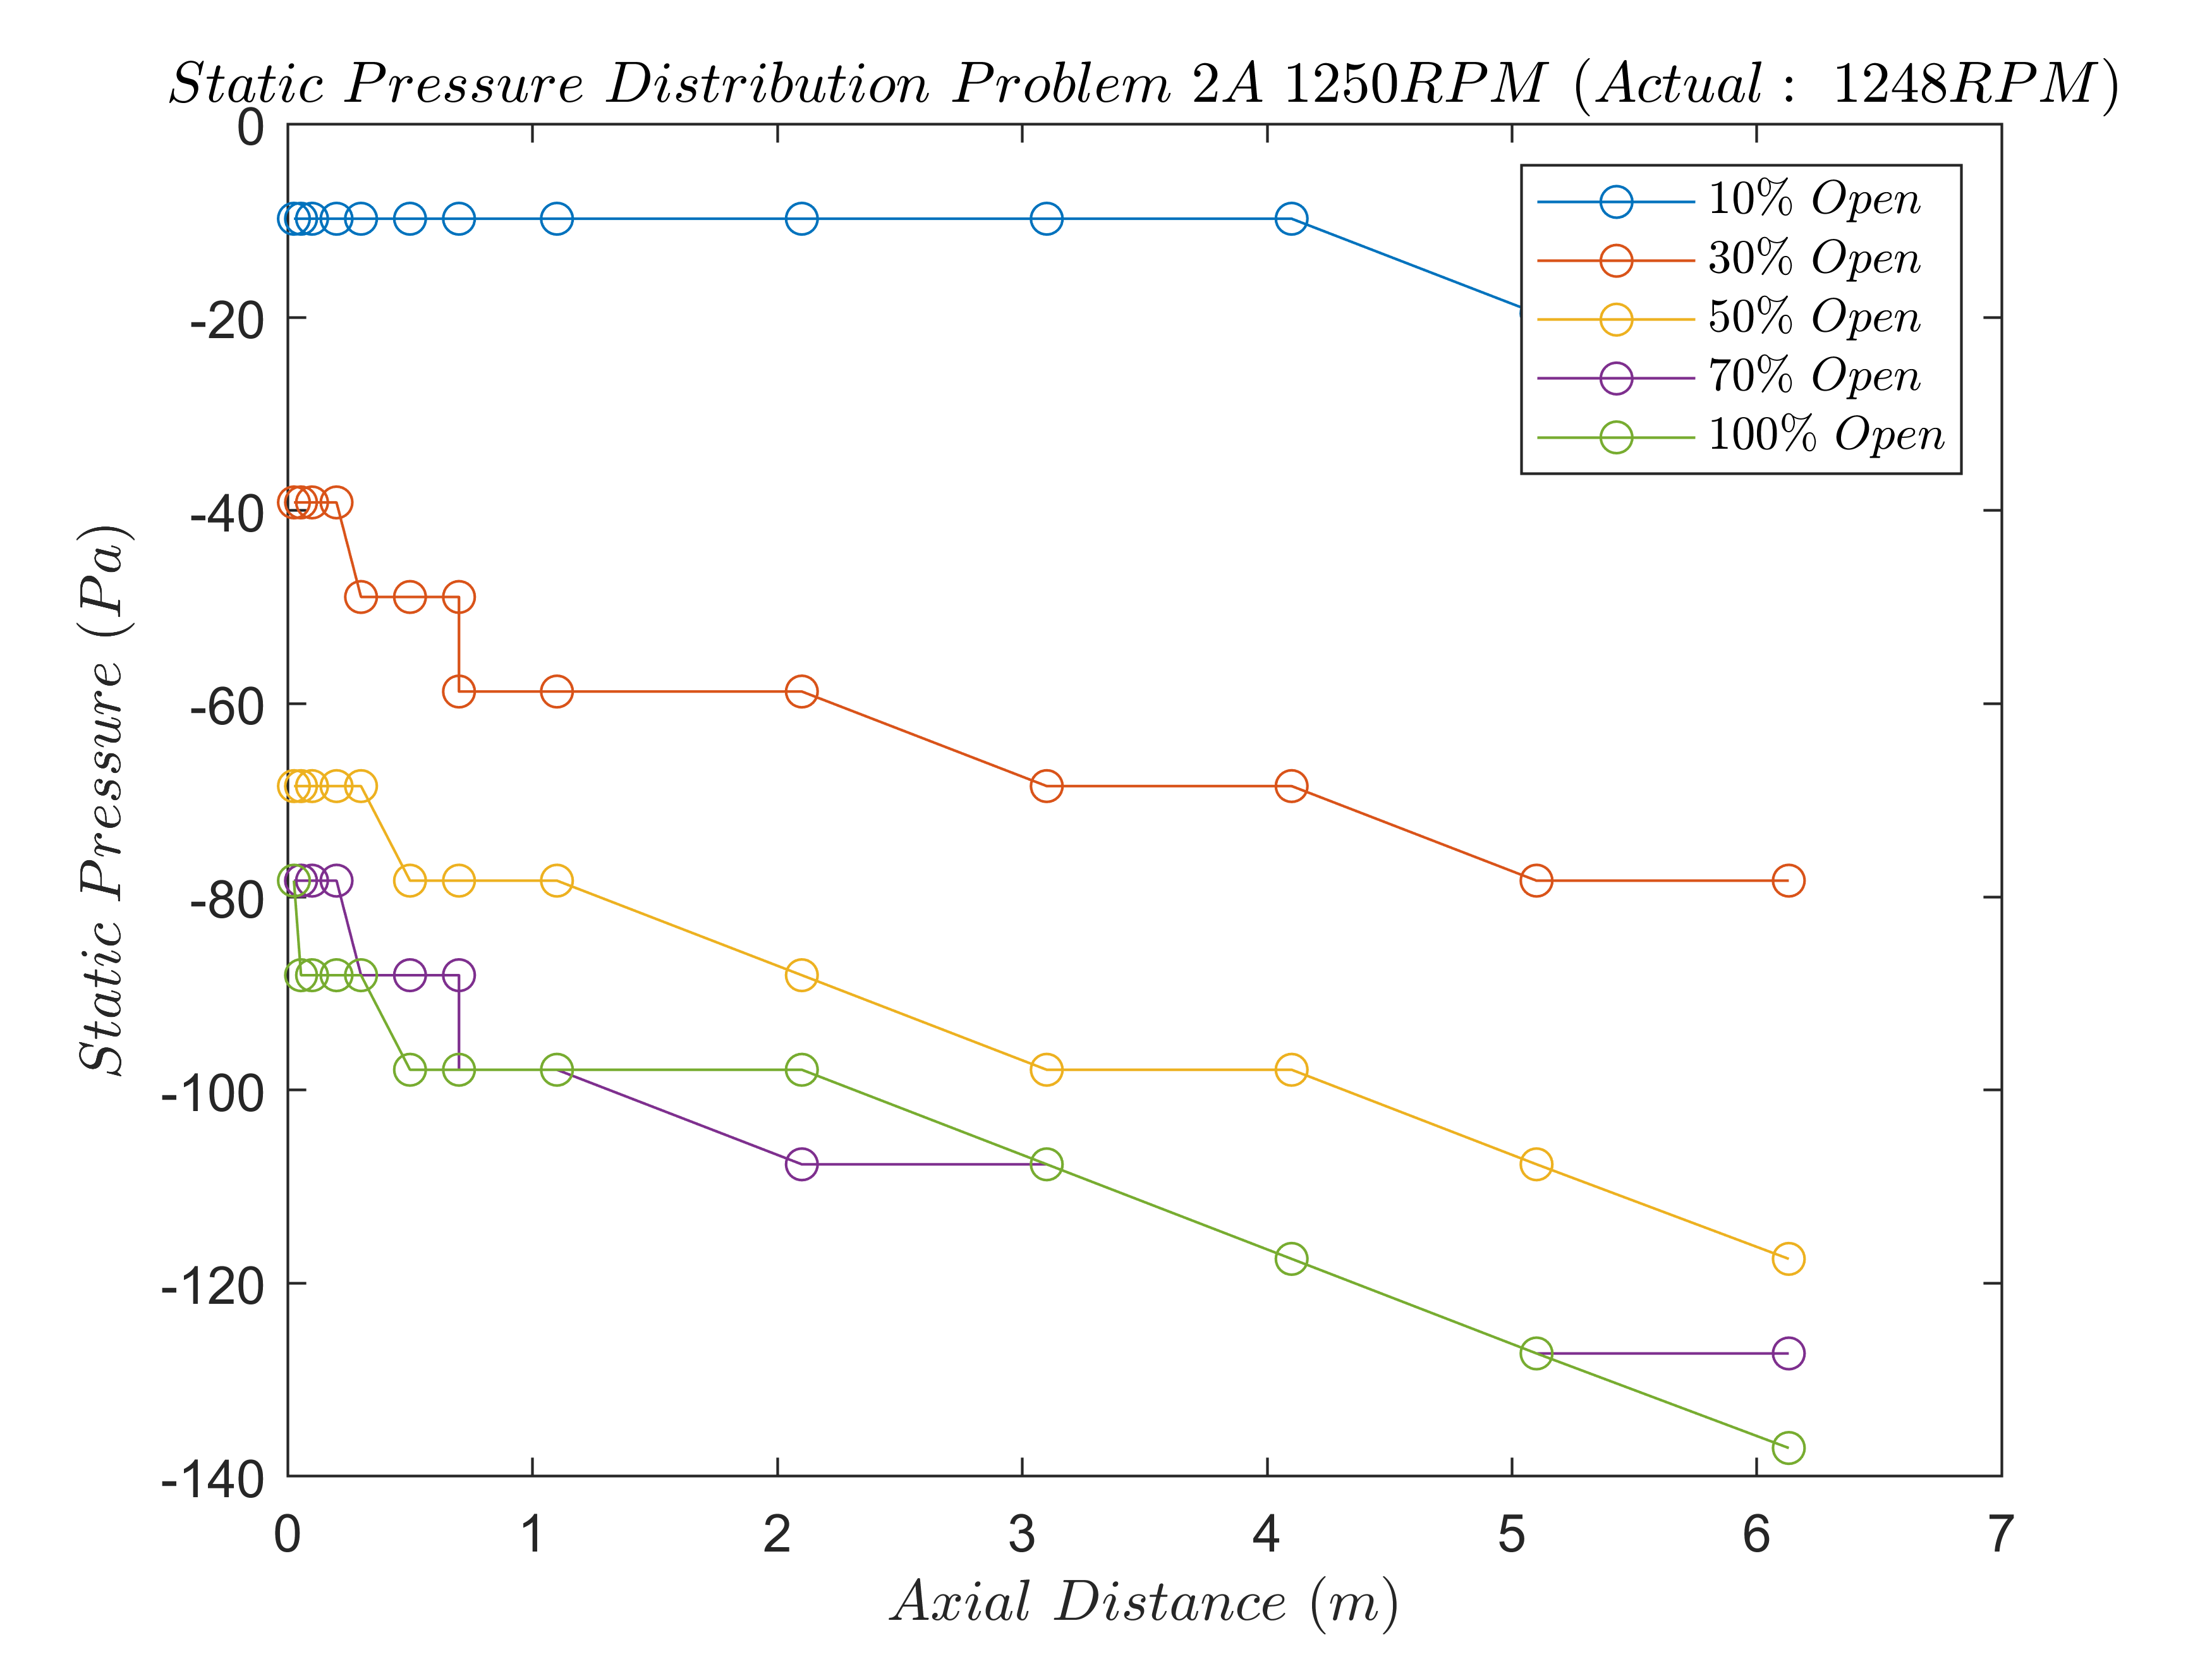 Static Pressure Distribution Problem 2A 1250RPM (Actual : 1248RPM)
0
-20
-40
-60
-80
-100
-120
-140
Static Pressure (Pa)
10% Open
30% Open
50% Open
70% Open
100% Open
0 1 2 3 4 5 6 7
Axial Distance (m)